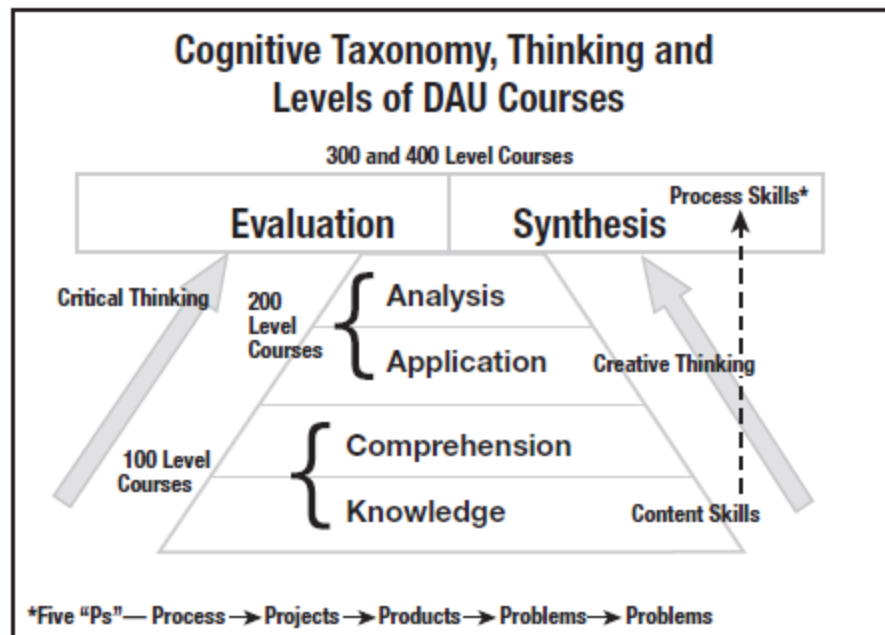 Cognitive Taxonomy, Thinking and
Levels of DAU Courses
300 and 400 Level Courses
Process Skills*
Evaluation
Synthesis
Critical Thinking
200
Level
Courses
Analysis
Application
Creative Thinking
100 Level
Courses
Comprehension
Knowledge
Content Skills
*Five “Ps”— Process → Projects → Products → Problems → Problems